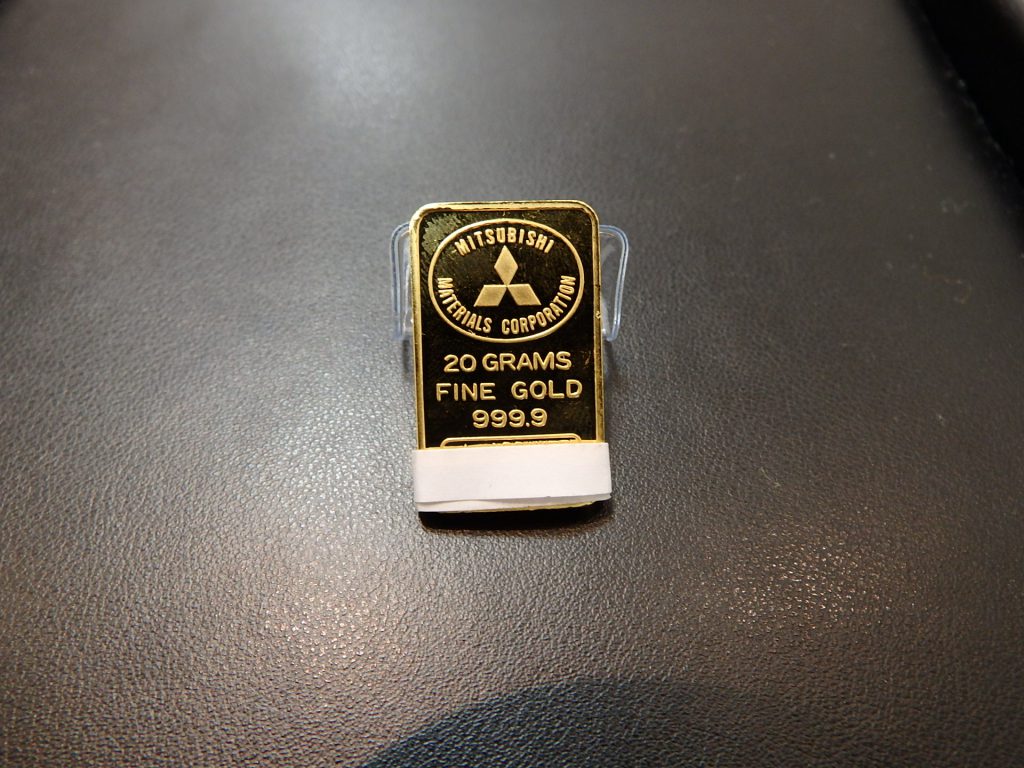 MITSUBISHI
MATERIALS CORPORATION
20 GRAMS
FINE GOLD
999.9